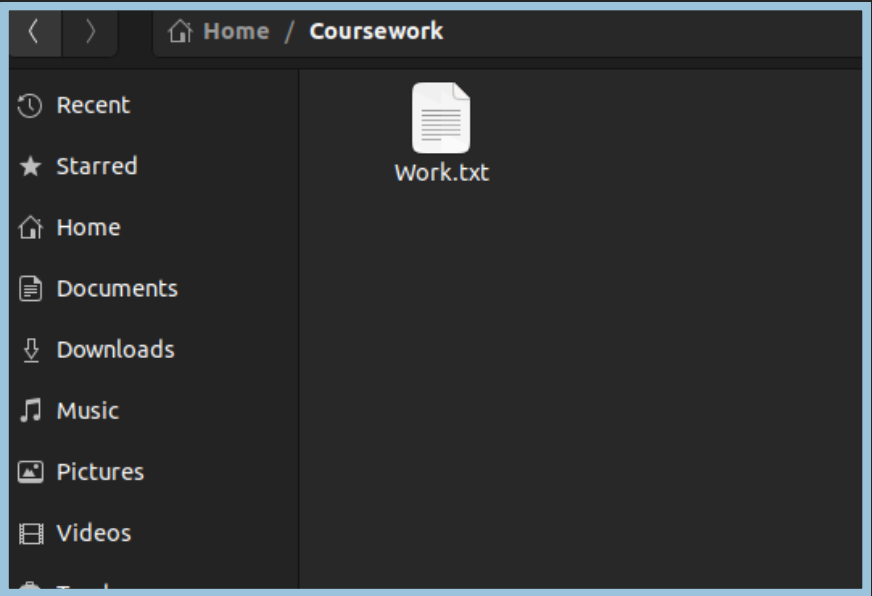 Home / Coursework
Recent
Starred
Home
Documents
Downloads
Music
Pictures
Videos
Work.txt